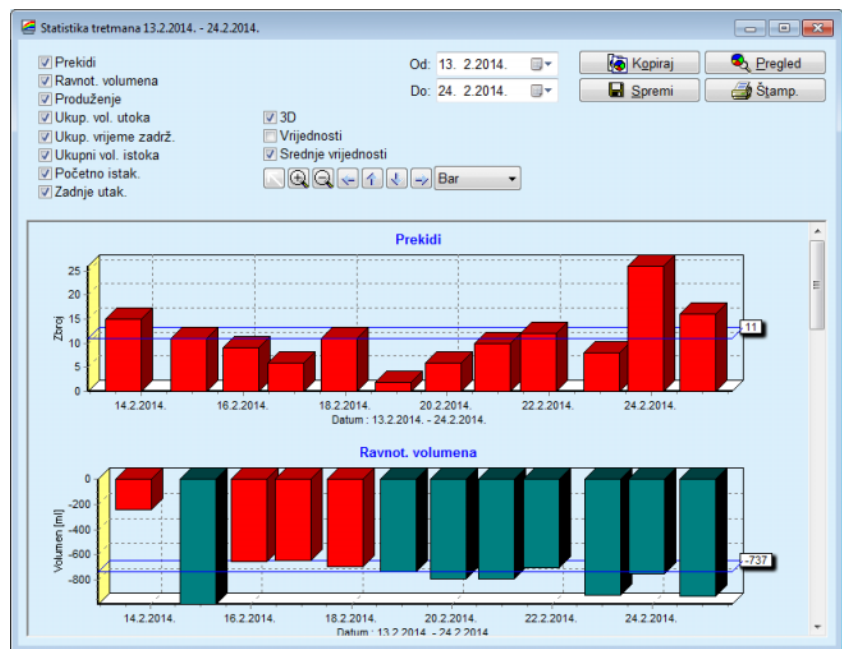 Statistika tretmana 13.2.2014. - 24.2.2014.
Prekidi
Ravnot. volumena
Produženje
Ukup. vol. utoka
Ukup. vrijeme zadrž.
Ukupni vol. istoka
Početno istak.
Zadnje utak.
3D
Vrijednosti
Srednje vrijednosti
Bar
Od: 13. 2.2014.
Do: 24. 2.2014.
Kopiraj
Pregled
Spremi
Štamp.
Prekidi
Zbroj
25
20
15
10
5
0
11
14.2.2014. 16.2.2014. 18.2.2014. 20.2.2014. 22.2.2014. 24.2.2014.
Datum : 13.2.2014. - 24.2.2014.
Ravnot. volumena
Volumen [ml]
0
-200
-400
-600
-800
-737
14.2.2014. 16.2.2014. 18.2.2014. 20.2.2014. 22.2.2014. 24.2.2014.
Datum : 13.2.2014. - 24.2.2014.